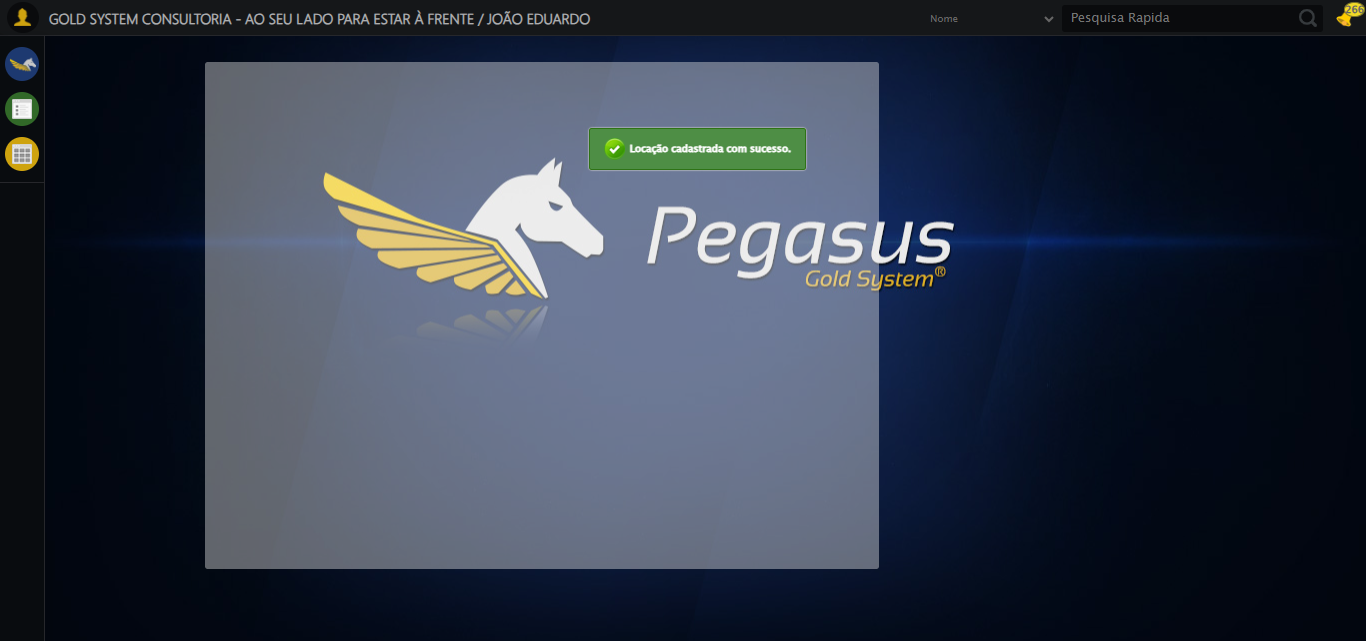 GOLD SYSTEM CONSULTORIA - AO SEU LADO PARA ESTAR À FRENTE / JOÃO EDUARDO
Nome
Pesquisa Rapida
266
Locação cadastrada com sucesso.
Pegasus
Gold System®